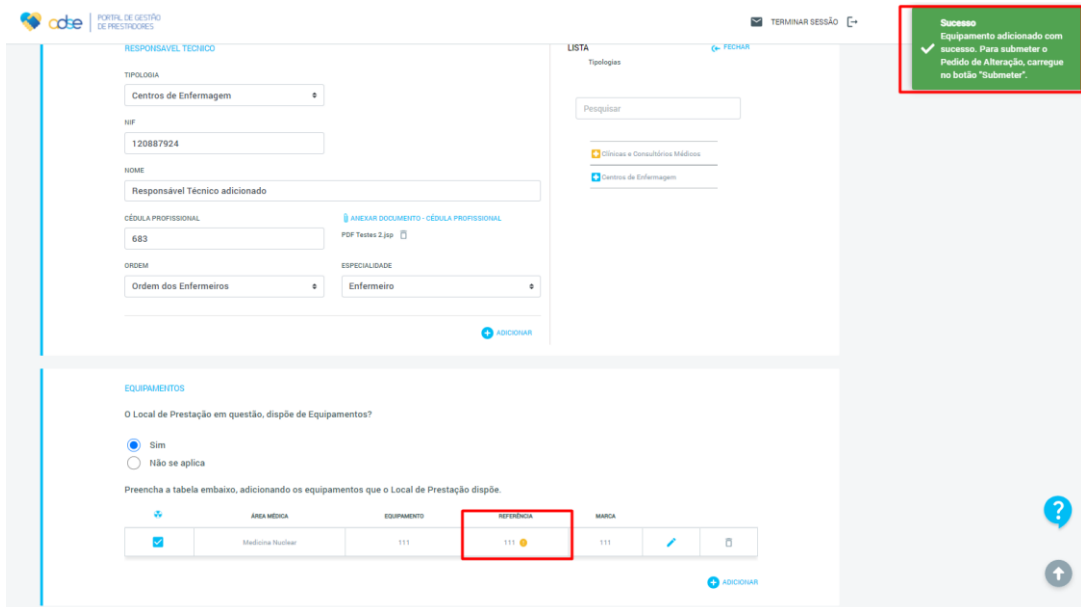 adse
PORTAL DE GESTÃO
DE PRESTADORES
TERMINAR SESSÃO
Sucesso
Equipamento adicionado com
sucesso. Para submeter o
Pedido de Alteração, carregue
no botão "Submeter".
RESPONSÁVEL TÉCNICO
TIPOLOGIA
Centros de Enfermagem
NIF
120887924
NOME
Responsável Técnico adicionado
CÉDULA PROFISSIONAL
ANEXAR DOCUMENTO - CÉDULA PROFISSIONAL
683
PDF Testes 2.jsp
ORDEM
ESPECIALIDADE
Ordem dos Enfermeiros
Enfermeiro
ADICIONAR
LISTA
FECHAR
Tipologias
Pesquisar
Clínicas e Consultórios Médicos
Centros de Enfermagem
EQUIPAMENTOS
O Local de Prestação em questão, dispõe de Equipamentos?
Sim
Não se aplica
Preencha a tabela embaixo, adicionando os equipamentos que o Local de Prestação dispõe.
ÁREA MÉDICA EQUIPAMENTO REFERÊNCIA MARCA
Medicina Nuclear 111 111 111
ADICIONAR
?